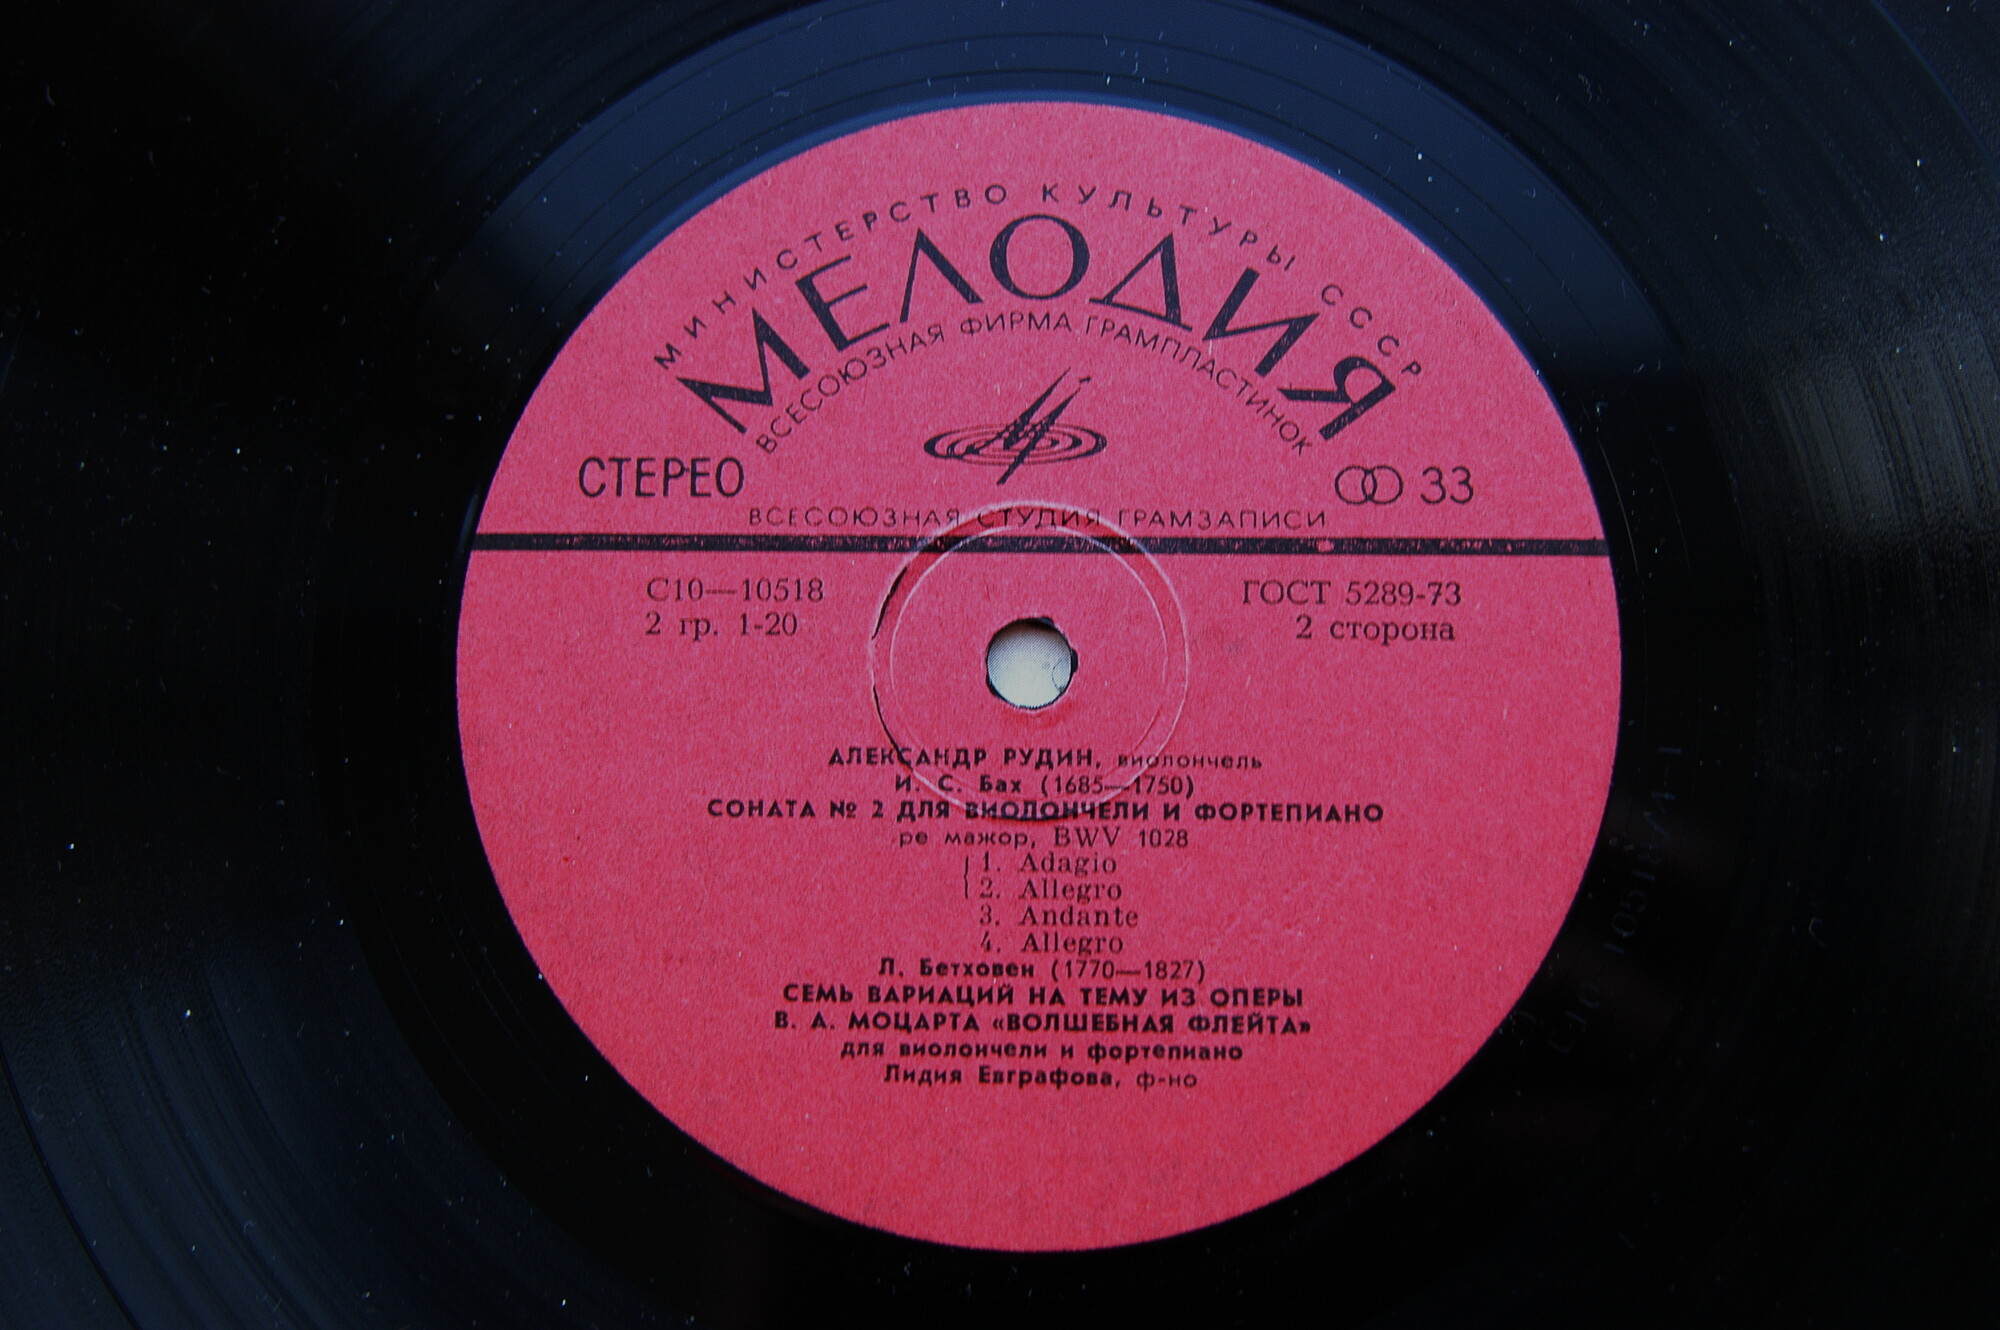 МИНИСТЕРСТВО КУЛЬТУРЫ СССР
МЕЛОДИЯ
ВСЕСОЮЗНАЯ ФИРМА ГРАМПЛАСТИНОК
СТЕРЕО
33
ВСЕСОЮЗНАЯ СТУДИЯ ГРАМЗАПИСИ
С10—10518
ГОСТ 5289-73
2 гр. 1-20
2 сторона
АЛЕКСАНДР РУДИН, виолончель
И. С. Бах (1685—1750)
СОНАТА № 2 ДЛЯ ВИОЛОНЧЕЛИ И ФОРТЕПИАНО
ре мажор, BWV 1028
1. Adagio
2. Allegro
3. Andante
4. Allegro
Л. Бетховен (1770—1827)
СЕМЬ ВАРИАЦИЙ НА ТЕМУ ИЗ ОПЕРЫ
В. А. МОЦАРТА «ВОЛШЕБНАЯ ФЛЕЙТА»
для виолончели и фортепиано
Лидия Евграфова, ф-но